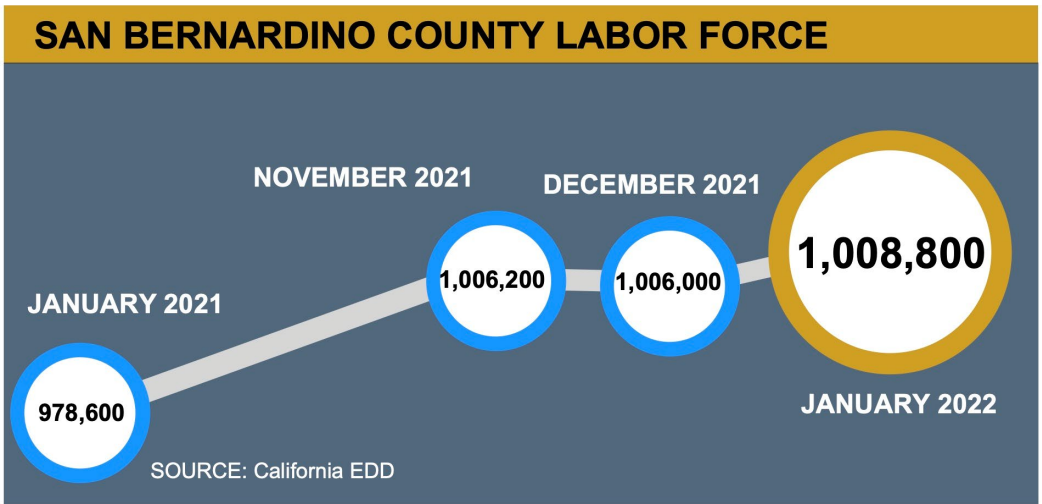 SAN BERNARDINO COUNTY LABOR FORCE
JANUARY 2021
978,600
NOVEMBER 2021
1,006,200
DECEMBER 2021
1,006,000
1,008,800
JANUARY 2022
SOURCE: California EDD